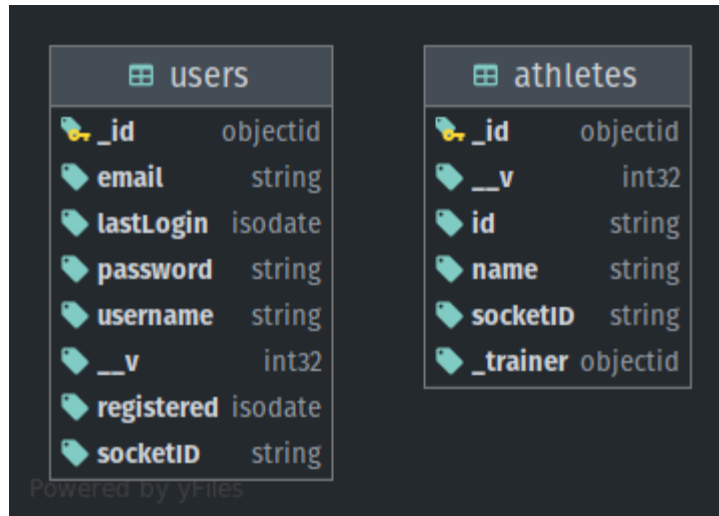 users
_id objectid
email string
lastLogin isodate
password string
username string
__v int32
registered isodate
socketID string
athletes
_id objectid
__v int32
id string
name string
socketID string
_trainer objectid
Powered by yFiles